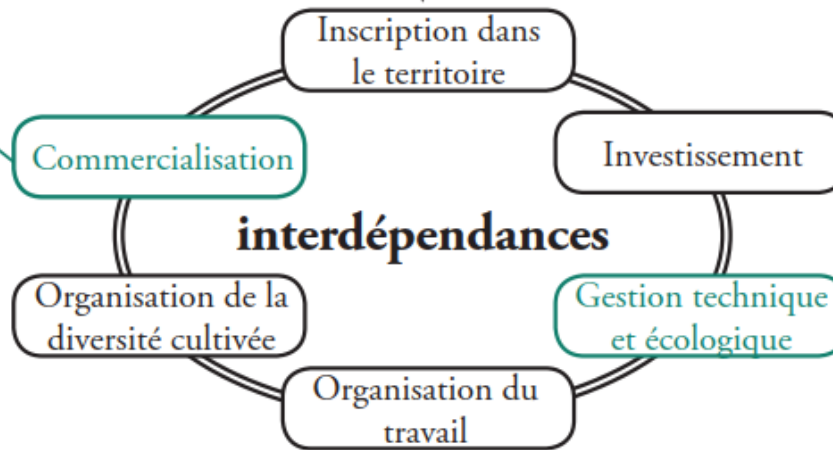 Inscription dans
le territoire
Commercialisation
Investissement
interdépendances
Organisation de la
diversité cultivée
Gestion technique
et écologique
Organisation du
travail